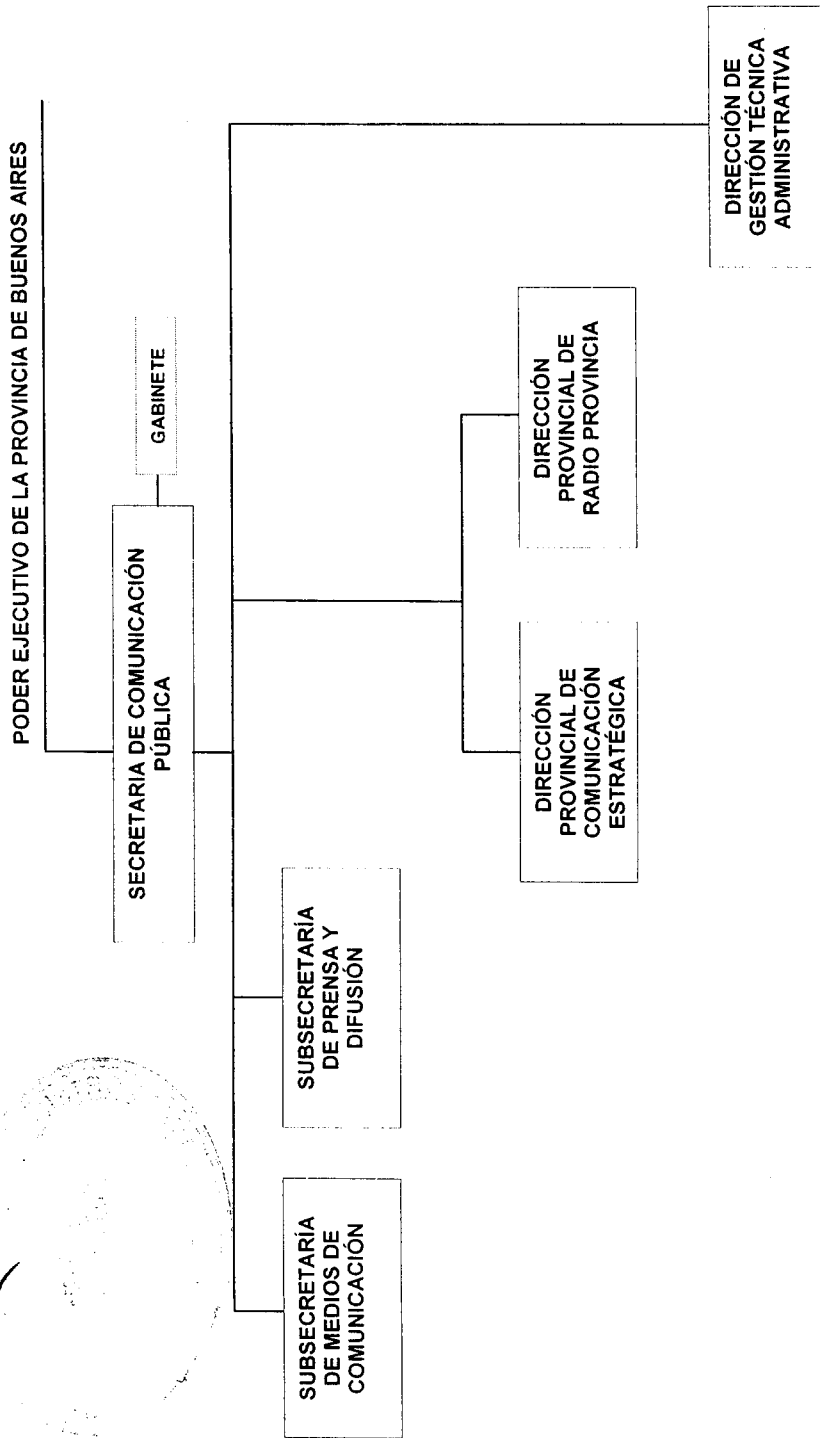 PODER EJECUTIVO DE LA PROVINCIA DE BUENOS AIRES
SECRETARIA DE COMUNICACIÓN
PÚBLICA
GABINETE
SUBSECRETARÍA
DE MEDIOS DE
COMUNICACIÓN
SUBSECRETARÍA
DE PRENSA Y
DIFUSIÓN
DIRECCIÓN
PROVINCIAL DE
COMUNICACIÓN
ESTRATÉGICA
DIRECCIÓN
PROVINCIAL DE
RADIO PROVINCIA
DIRECCIÓN DE
GESTIÓN TÉCNICA
ADMINISTRATIVA